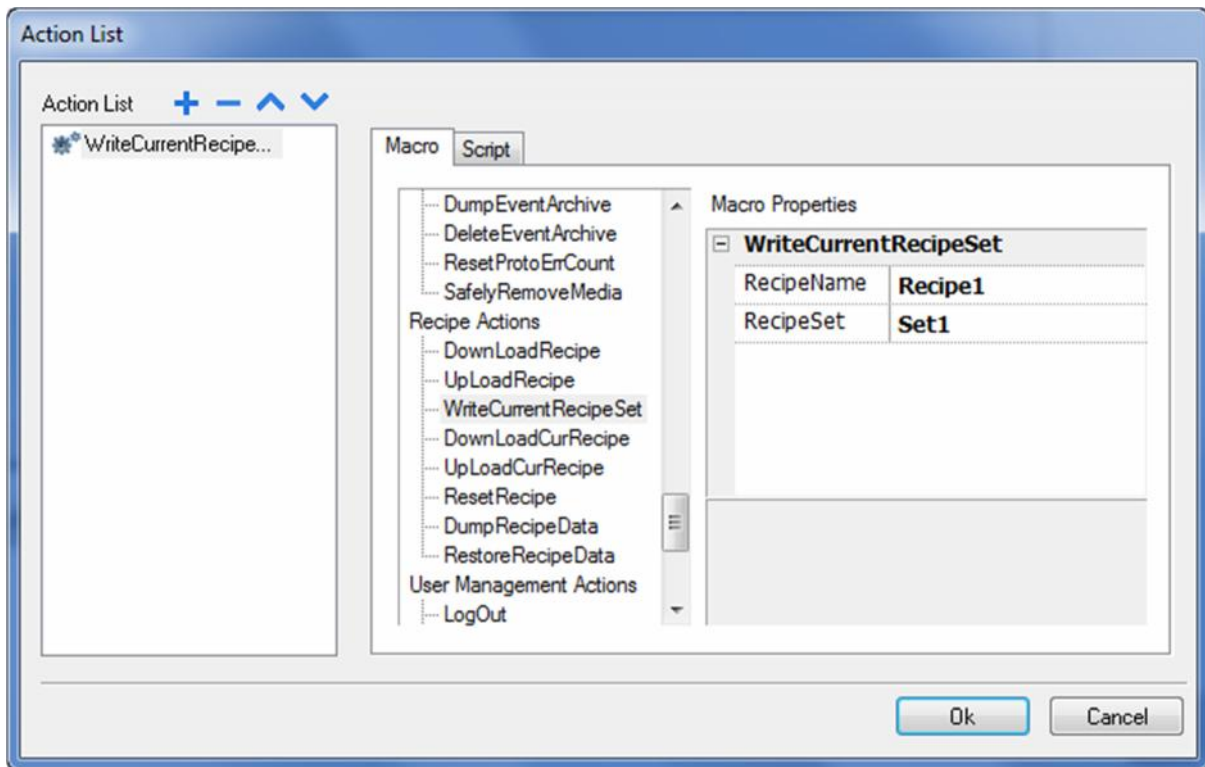 Action List
Action List
WriteCurrentRecipe...
Macro
Script
DumpEventArchive
DeleteEventArchive
ResetProtoErrCount
SafelyRemoveMedia
Recipe Actions
DownLoadRecipe
UpLoadRecipe
WriteCurrentRecipeSet
DownLoadCurRecipe
UpLoadCurRecipe
ResetRecipe
DumpRecipeData
RestoreRecipeData
User Management Actions
LogOut
Macro Properties
WriteCurrentRecipeSet
RecipeName Recipe1
RecipeSet Set1
Ok
Cancel